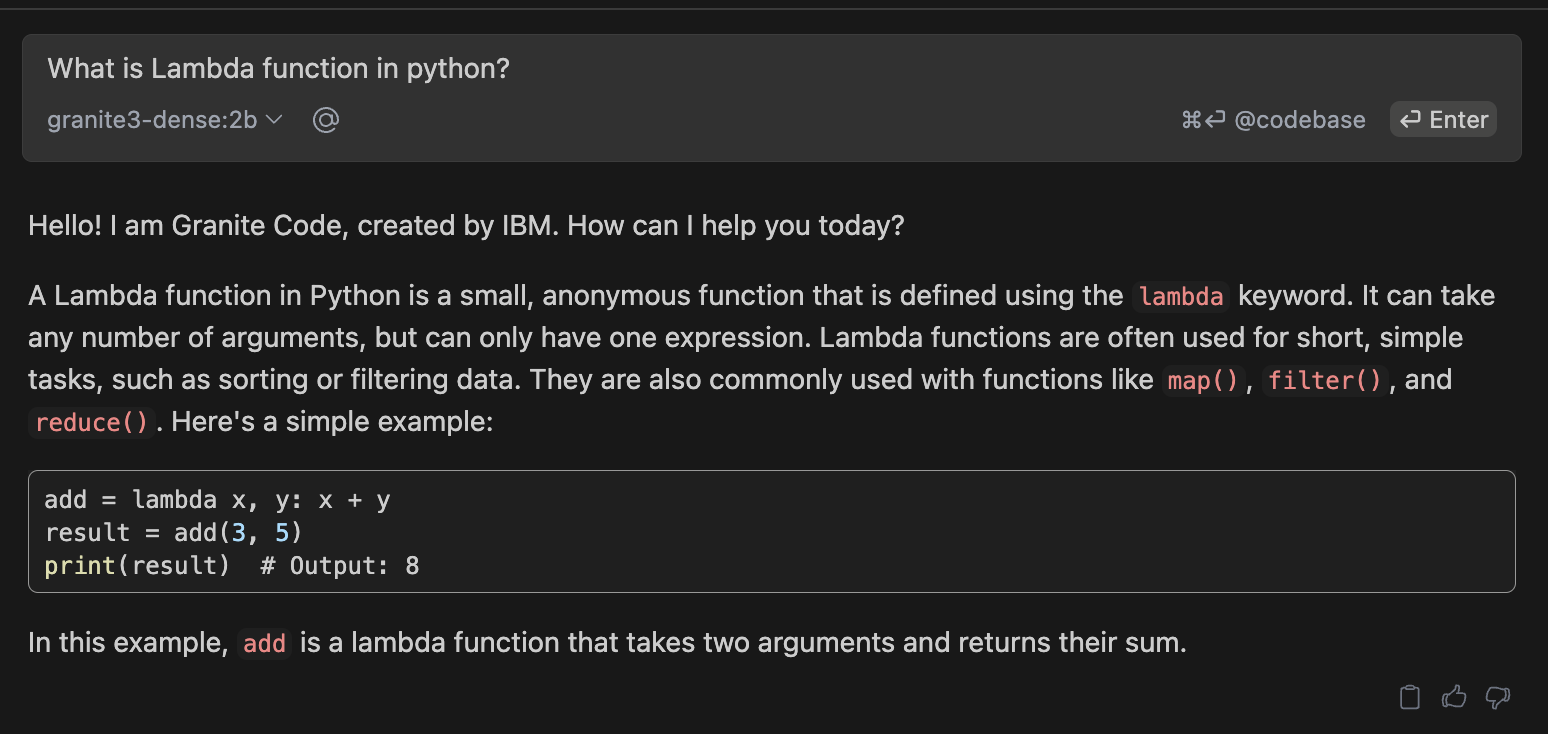 What is Lambda function in python?
granite3-dense:2b @ ⌘⏎ @codebase ⏎ Enter
Hello! I am Granite Code, created by IBM. How can I help you today?
A Lambda function in Python is a small, anonymous function that is defined using the lambda keyword. It can take
any number of arguments, but can only have one expression. Lambda functions are often used for short, simple
tasks, such as sorting or filtering data. They are also commonly used with functions like map(), filter(), and
reduce(). Here's a simple example:
add = lambda x, y: x + y
result = add(3, 5)
print(result)  # Output: 8
In this example, add is a lambda function that takes two arguments and returns their sum.